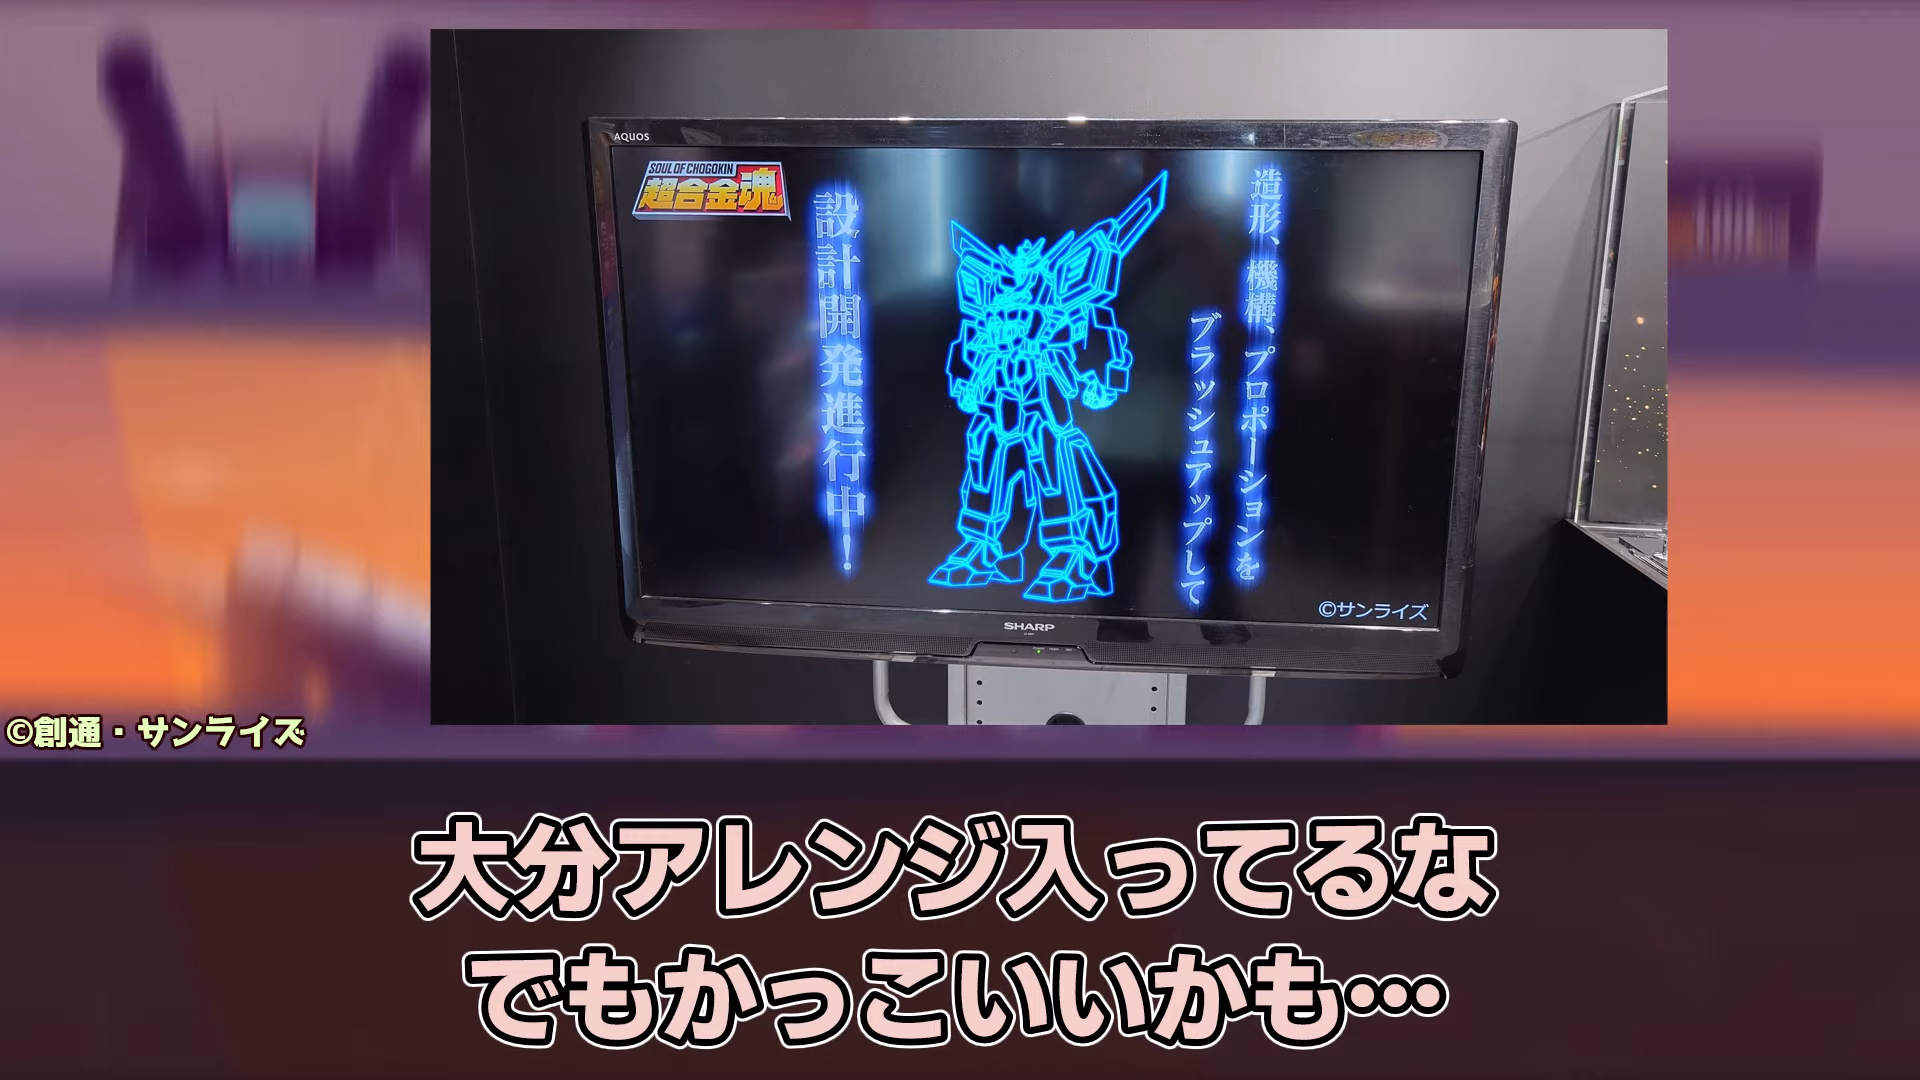 AQUOS
SOUL OF CHOGOKIN
超合金魂
造形、機構、プロポーションを
ブラッシュアップして
設計開発進行中！
©サンライズ
SHARP
©創通・サンライズ
大分アレンジ入ってるな
でもかっこいいかも…